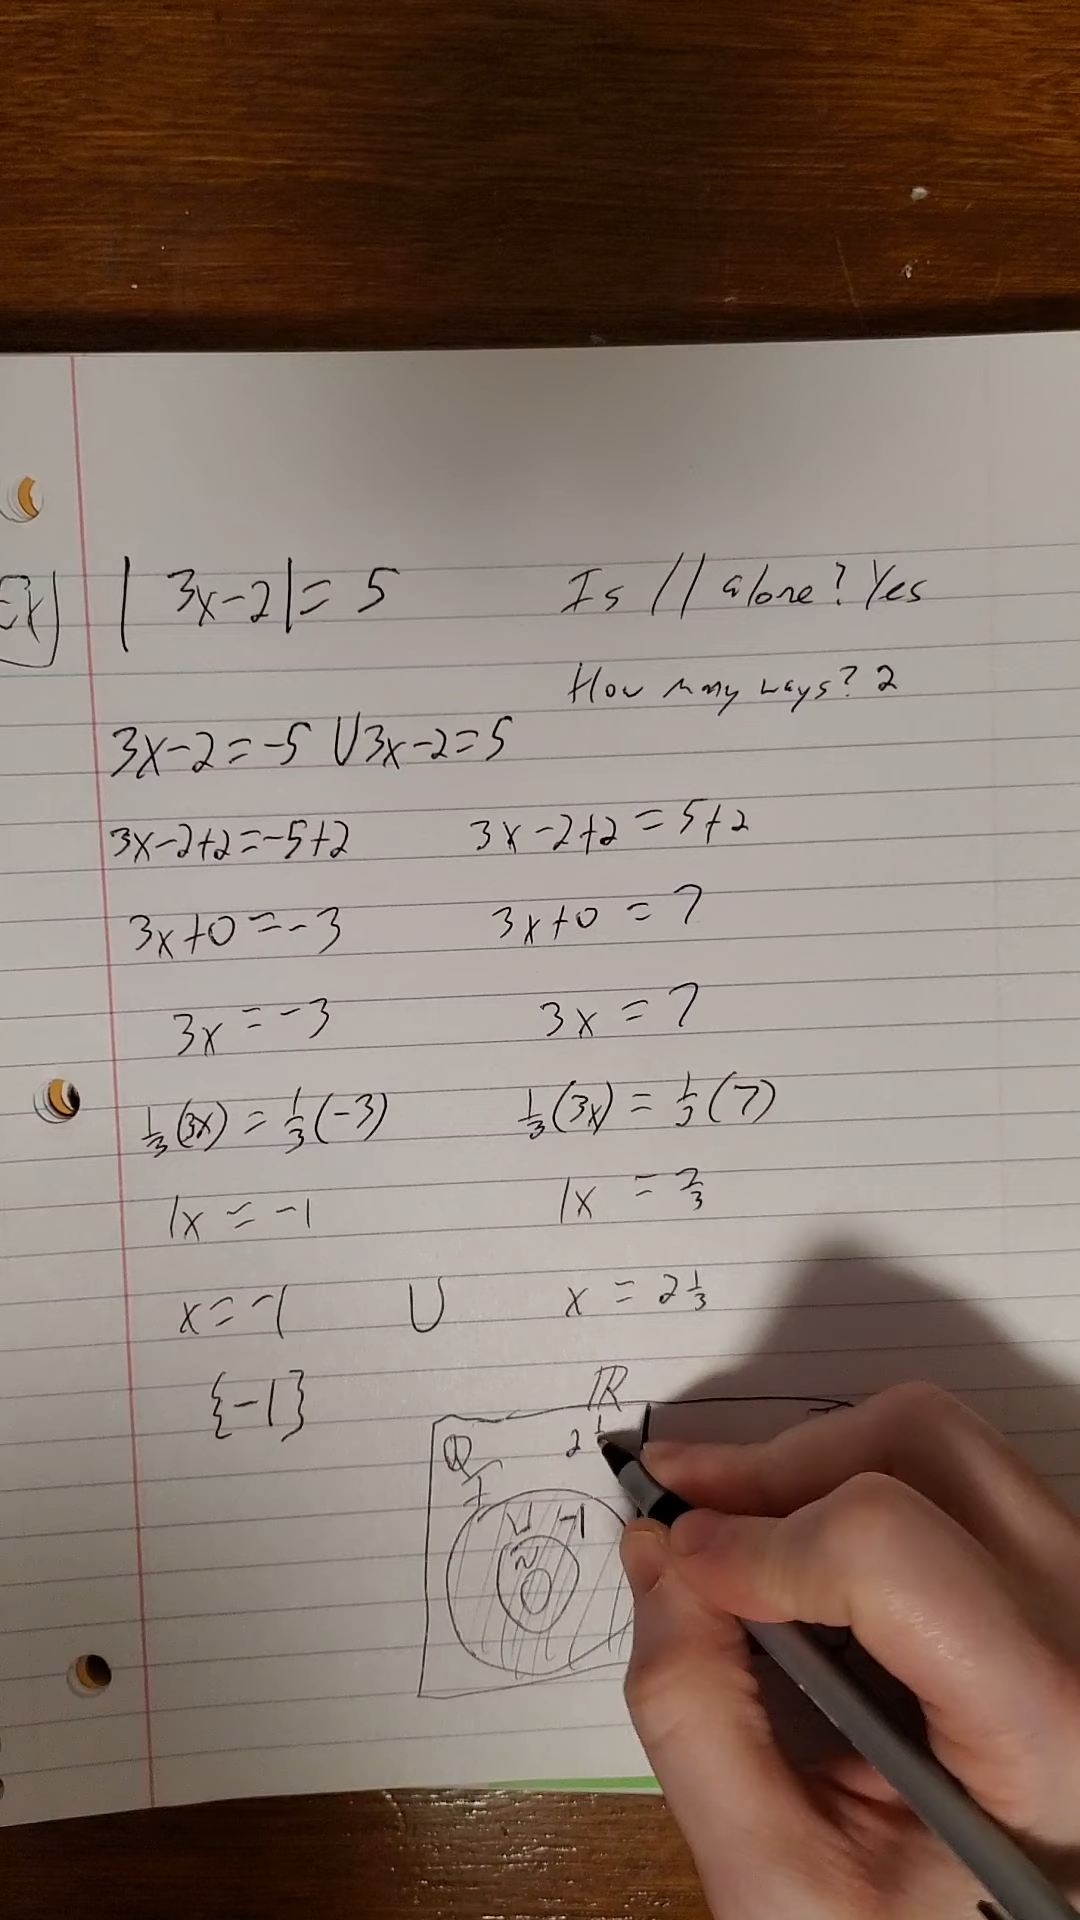 Ex] |3x-2|=5 Is || alone? Yes
How many ways? 2
3x-2=-5 ∪ 3x-2=5
3x-2+2=-5+2 3x-2+2=5+2
3x+0=-3 3x+0=7
3x=-3 3x=7
1/3(3x)=1/3(-3) 1/3(3x)=1/3(7)
1x=-1 1x=7/3
x=-1 ∪ x=2 1/3
{-1} ℝ
ℚ 2
I
W -1
N